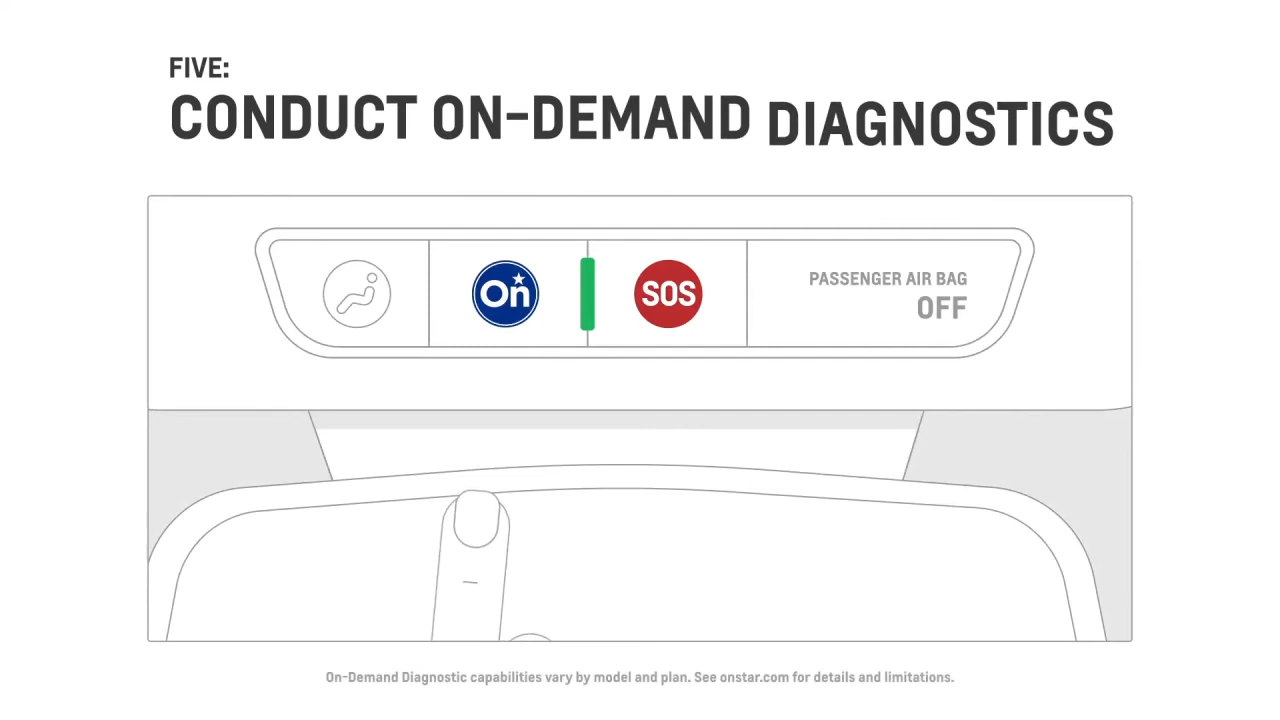 FIVE:
CONDUCT ON-DEMAND DIAGNOSTICS
On
SOS
PASSENGER AIR BAG
OFF
On-Demand Diagnostic capabilities vary by model and plan. See onstar.com for details and limitations.